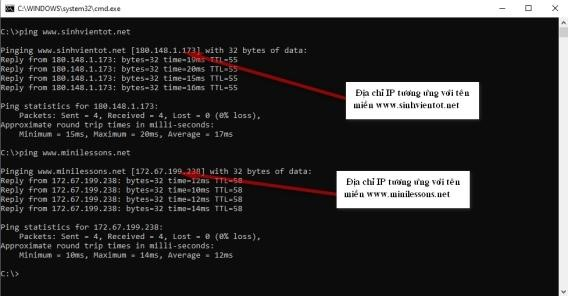 C:\WINDOWS\system32\cmd.exe
C:\>ping www.sinhvientot.net
Pinging www.sinhvientot.net [180.148.1.173] with 32 bytes of data:
Reply from 180.148.1.173: bytes=32 time=19ms TTL=55
Reply from 180.148.1.173: bytes=32 time=20ms TTL=55
Reply from 180.148.1.173: bytes=32 time=15ms TTL=55
Reply from 180.148.1.173: bytes=32 time=16ms TTL=55
Địa chỉ IP tương ứng với tên
miền www.sinhvientot.net
Ping statistics for 180.148.1.173:
Packets: Sent = 4, Received = 4, Lost = 0 (0% loss),
Approximate round trip times in milli-seconds:
Minimum = 15ms, Maximum = 20ms, Average = 17ms
C:\>ping www.minilessons.net
Pinging www.minilessons.net [172.67.199.238] with 32 bytes of data:
Reply from 172.67.199.238: bytes=32 time=12ms TTL=58
Reply from 172.67.199.238: bytes=32 time=10ms TTL=58
Reply from 172.67.199.238: bytes=32 time=12ms TTL=58
Reply from 172.67.199.238: bytes=32 time=14ms TTL=58
Địa chỉ IP tương ứng với tên
miền www.minilessons.net
Ping statistics for 172.67.199.238:
Packets: Sent = 4, Received = 4, Lost = 0 (0% loss),
Approximate round trip times in milli-seconds:
Minimum = 10ms, Maximum = 14ms, Average = 12ms
C:\>